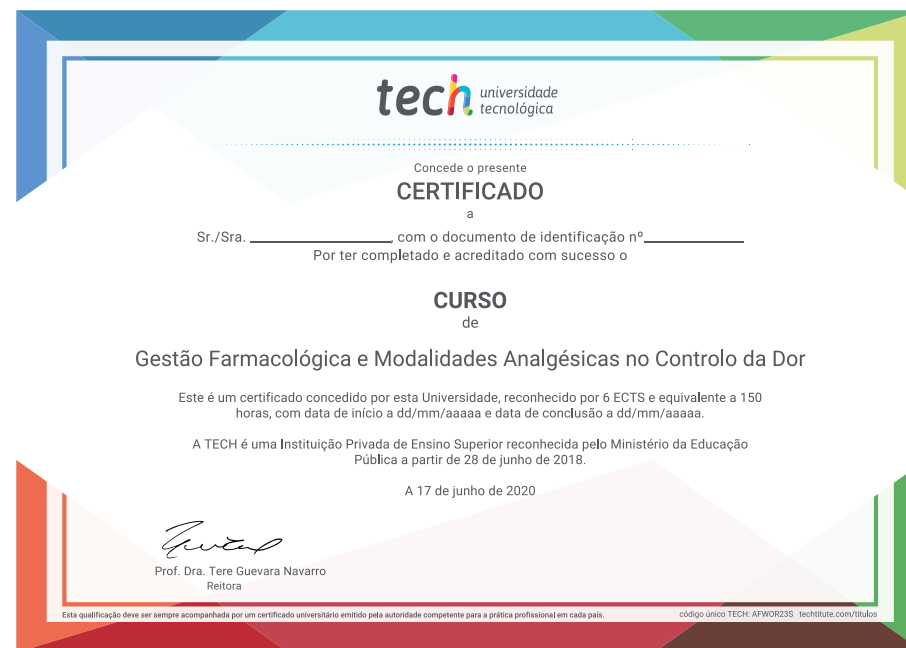 tech universidade
tecnológica
Concede o presente
CERTIFICADO
a
Sr./Sra. , com o documento de identificação nº
Por ter completado e acreditado com sucesso o
CURSO
de
Gestão Farmacológica e Modalidades Analgésicas no Controlo da Dor
Este é um certificado concedido por esta Universidade, reconhecido por 6 ECTS e equivalente a 150
horas, com data de início a dd/mm/aaaaa e data de conclusão a dd/mm/aaaaa.
A TECH é uma Instituição Privada de Ensino Superior reconhecida pelo Ministério da Educação
Pública a partir de 28 de junho de 2018.
A 17 de junho de 2020
Prof. Dra. Tere Guevara Navarro
Reitora
Esta qualificação deve ser sempre acompanhada por um certificado universitário emitido pela autoridade competente para a prática profissional em cada país.
código único TECH: AFWOR23S techtitute.com/titulos